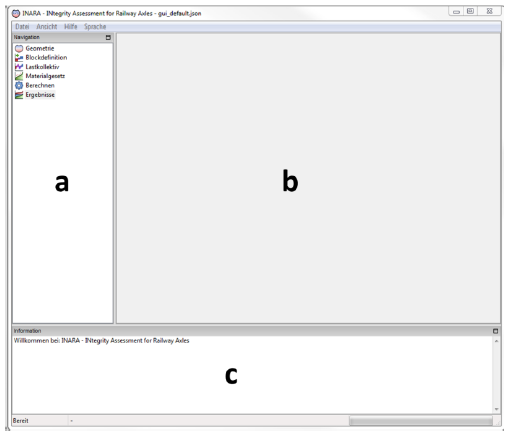 INARA - INtegrity Assessment for Railway Axles - gui_default.json
Datei Ansicht Hilfe Sprache
Navigation
Geometrie
Blockdefinition
Lastkollektiv
Materialgesetz
Berechnen
Ergebnisse
a
b
Information
Willkommen bei: INARA - INtegrity Assessment for Railway Axles
c
Bereit